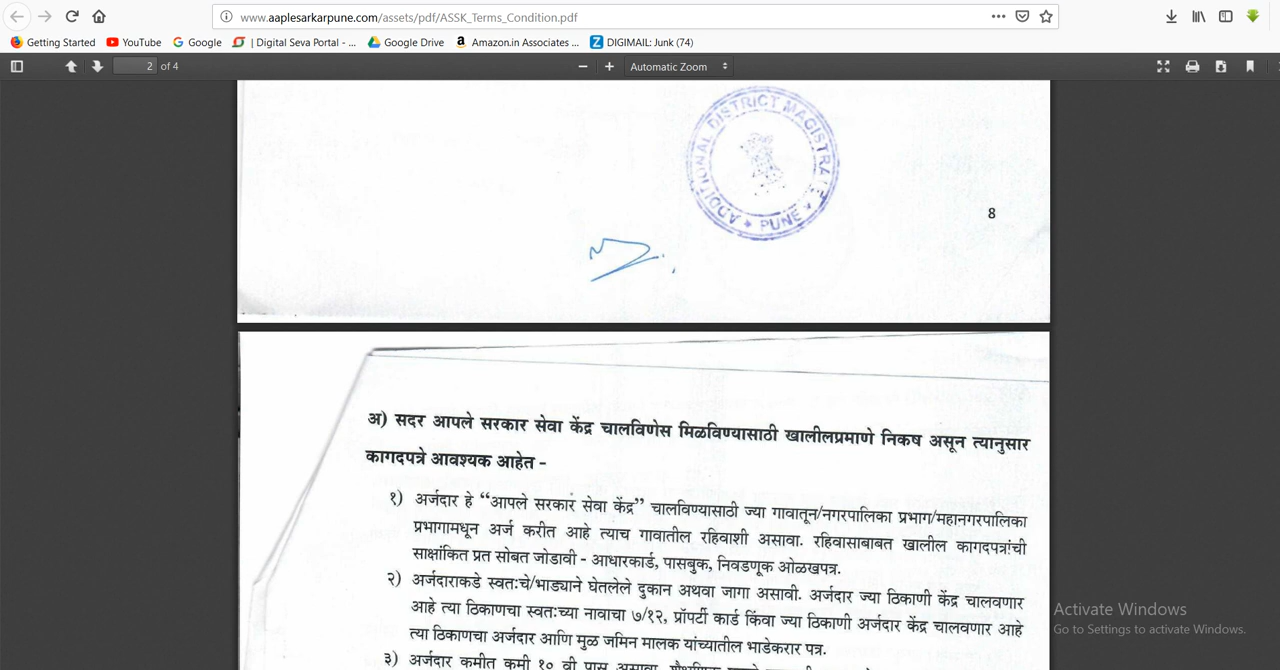 www.aaplesarkarpune.com/assets/pdf/ASSK_Terms_Condition.pdf
Getting Started YouTube Google | Digital Seva Portal - ... Google Drive Amazon.in Associates ... DIGIMAIL: Junk (74)
2 of 4 Automatic Zoom
ADDITIONAL DISTRICT MAGISTRATE
PUNE
8
अ) सदर आपले सरकार सेवा केंद्र चालविणेस मिळविण्यासाठी खालीलप्रमाणे निकष असून त्यानुसार
कागदपत्रे आवश्यक आहेत -
१) अर्जदार हे “आपले सरकार सेवा केंद्र” चालविण्यासाठी ज्या गावातून/नगरपालिका प्रभाग/महानगरपालिका
प्रभागामधून अर्ज करीत आहे त्याच गावातील रहिवाशी असावा. रहिवासाबाबत खालील कागदपत्रांची
साक्षांकित प्रत सोबत जोडावी - आधारकार्ड, पासबुक, निवडणूक ओळखपत्र.
२) अर्जदाराकडे स्वतःचे/भाड्याने घेतलेले दुकान अथवा जागा असावी. अर्जदार ज्या ठिकाणी केंद्र चालवणार
आहे त्या ठिकाणचा स्वतःच्या नावाचा ७/१२, प्रॉपर्टी कार्ड किंवा ज्या ठिकाणी अर्जदार केंद्र चालवणार आहे
त्या ठिकाणचा अर्जदार आणि मुळ जमिन मालक यांच्यातील भाडेकरार पत्र.
३) अर्जदार कमीत कमी १० वी पास असावा.
Activate Windows
Go to Settings to activate Windows.